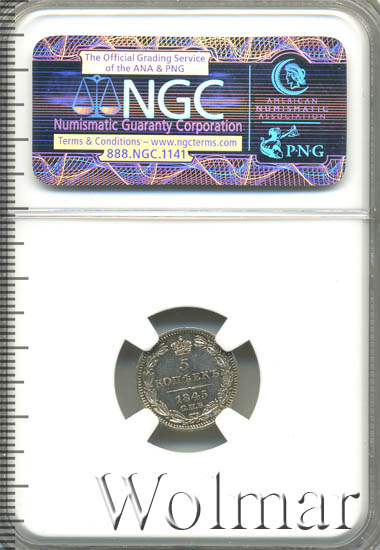 The Official Grading Service
of the ANA & PNG
NGC
Numismatic Guaranty Corporation
Terms & Conditions – www.ngcterms.com
888.NGC.1141
AMERICAN
NUMISMATIC
ASSOCIATION
PNG
5
КОПѢЕКЪ
1845
С.П.Б.
Wolmar